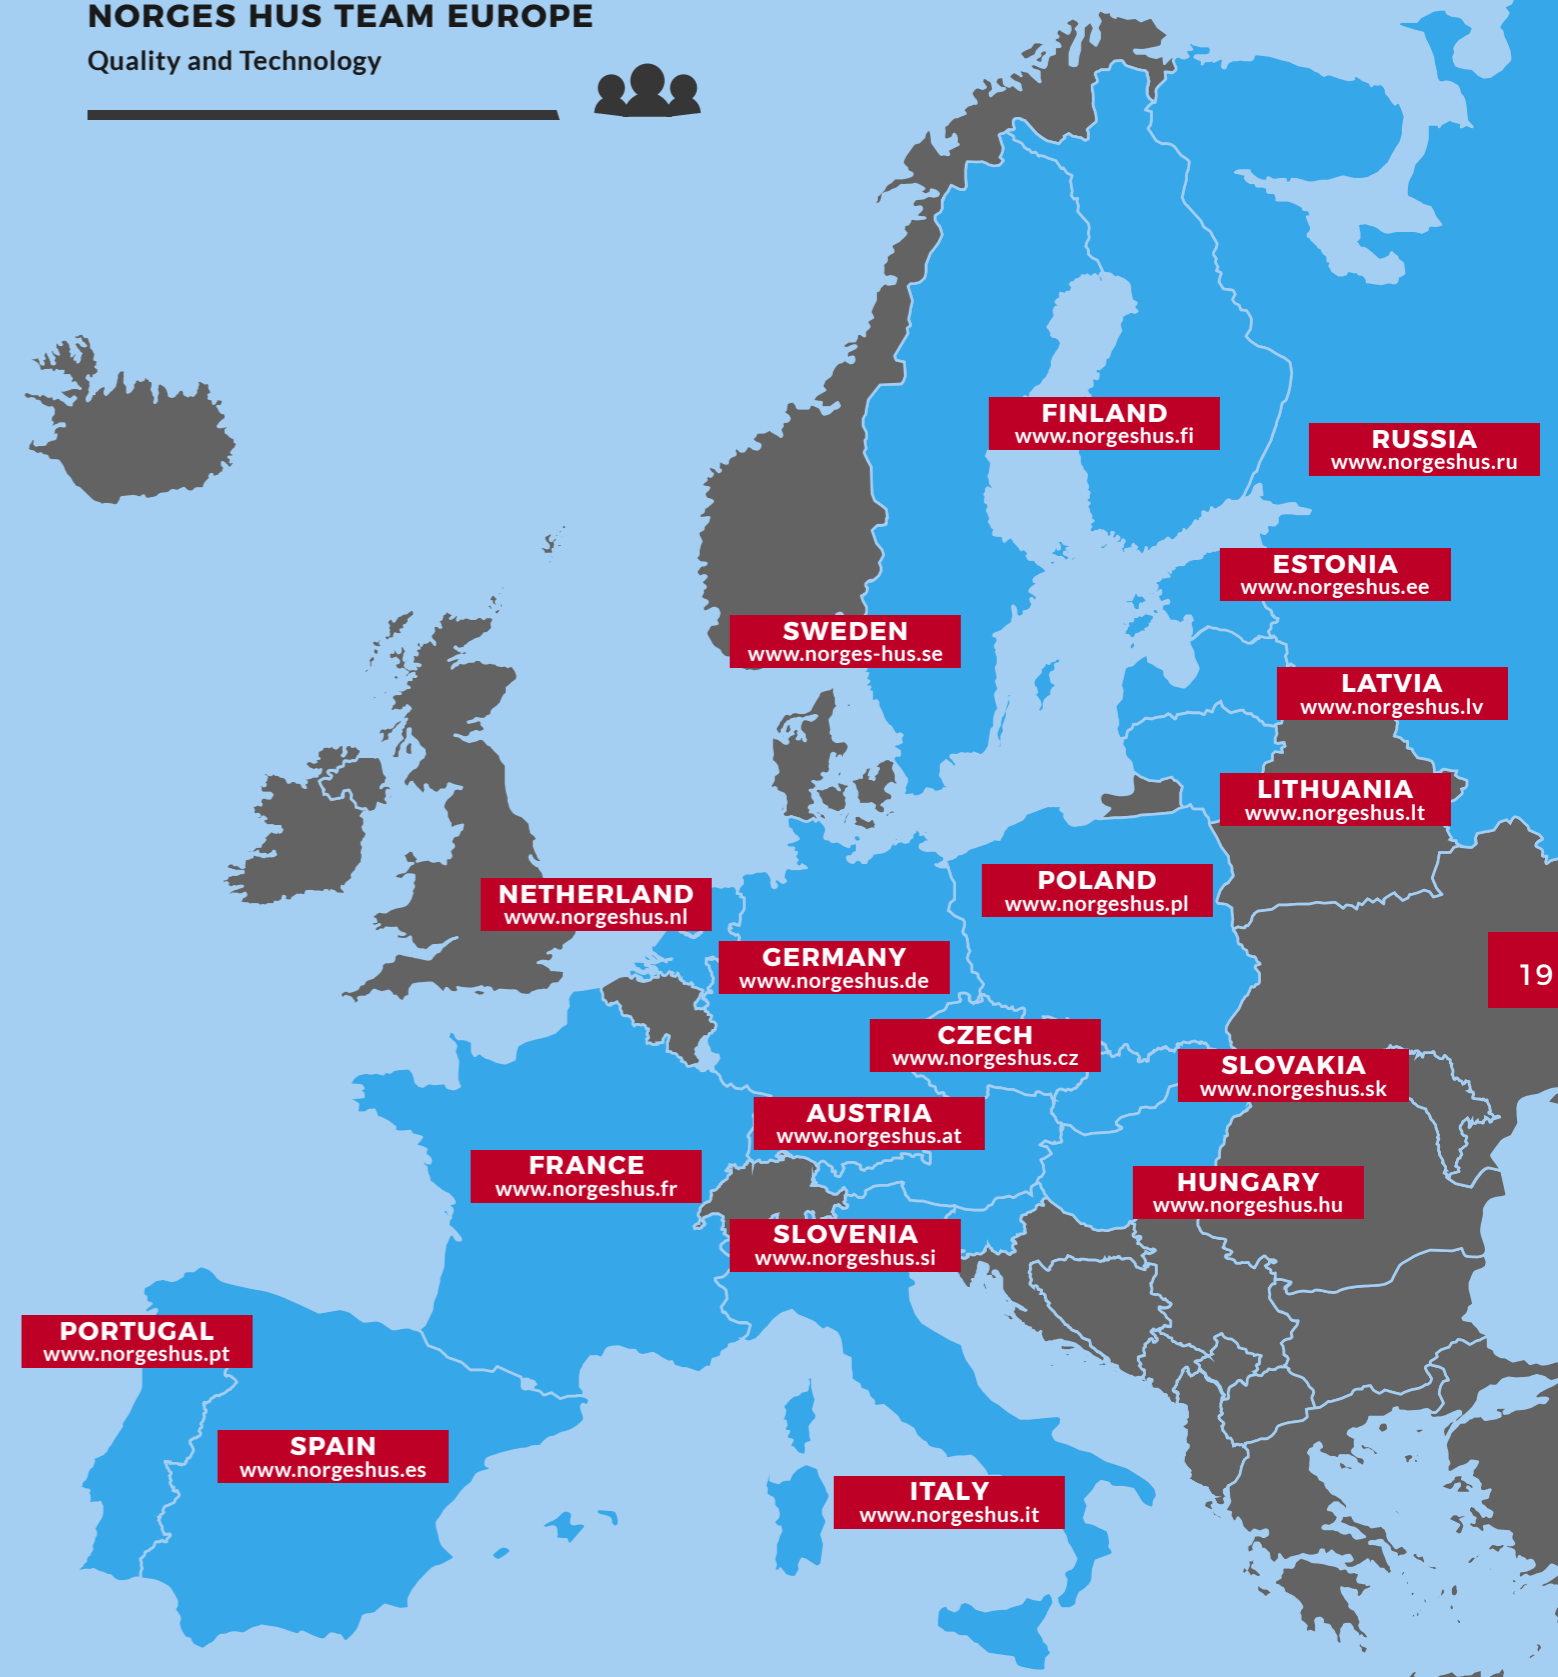 NORGES HUS TEAM EUROPE
Quality and Technology
FINLAND
www.norgeshus.fi
RUSSIA
www.norgeshus.ru
ESTONIA
www.norgeshus.ee
SWEDEN
www.norges-hus.se
LATVIA
www.norgeshus.lv
LITHUANIA
www.norgeshus.lt
POLAND
www.norgeshus.pl
NETHERLAND
www.norgeshus.nl
GERMANY
www.norgeshus.de
19
CZECH
www.norgeshus.cz
SLOVAKIA
www.norgeshus.sk
AUSTRIA
www.norgeshus.at
FRANCE
www.norgeshus.fr
HUNGARY
www.norgeshus.hu
SLOVENIA
www.norgeshus.si
PORTUGAL
www.norgeshus.pt
SPAIN
www.norgeshus.es
ITALY
www.norgeshus.it